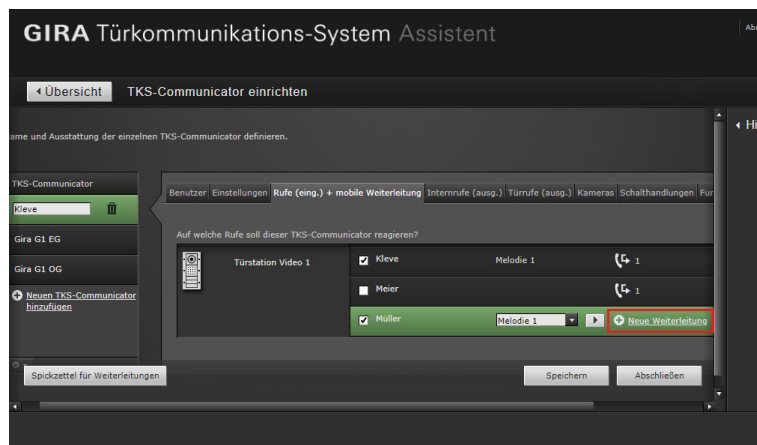 GIRA Türkommunikations-System Assistent
Übersicht
TKS-Communicator einrichten
Hi
ame und Ausstattung der einzelnen TKS-Communicator definieren.
TKS-Communicator
Kleve
Gira G1 EG
Gira G1 OG
Neuen TKS-Communicator
hinzufügen
Benutzer Einstellungen Rufe (eing.) + mobile Weiterleitung Internrufe (ausg.) Türrufe (ausg.) Kameras Schalthandlungen Fur
Auf welche Rufe soll dieser TKS-Communicator reagieren?
Türstation Video 1
Kleve Melodie 1 1
Meier 1
Müller Melodie 1 Neue Weiterleitung
Spickzettel für Weiterleitungen
Speichern
Abschließen